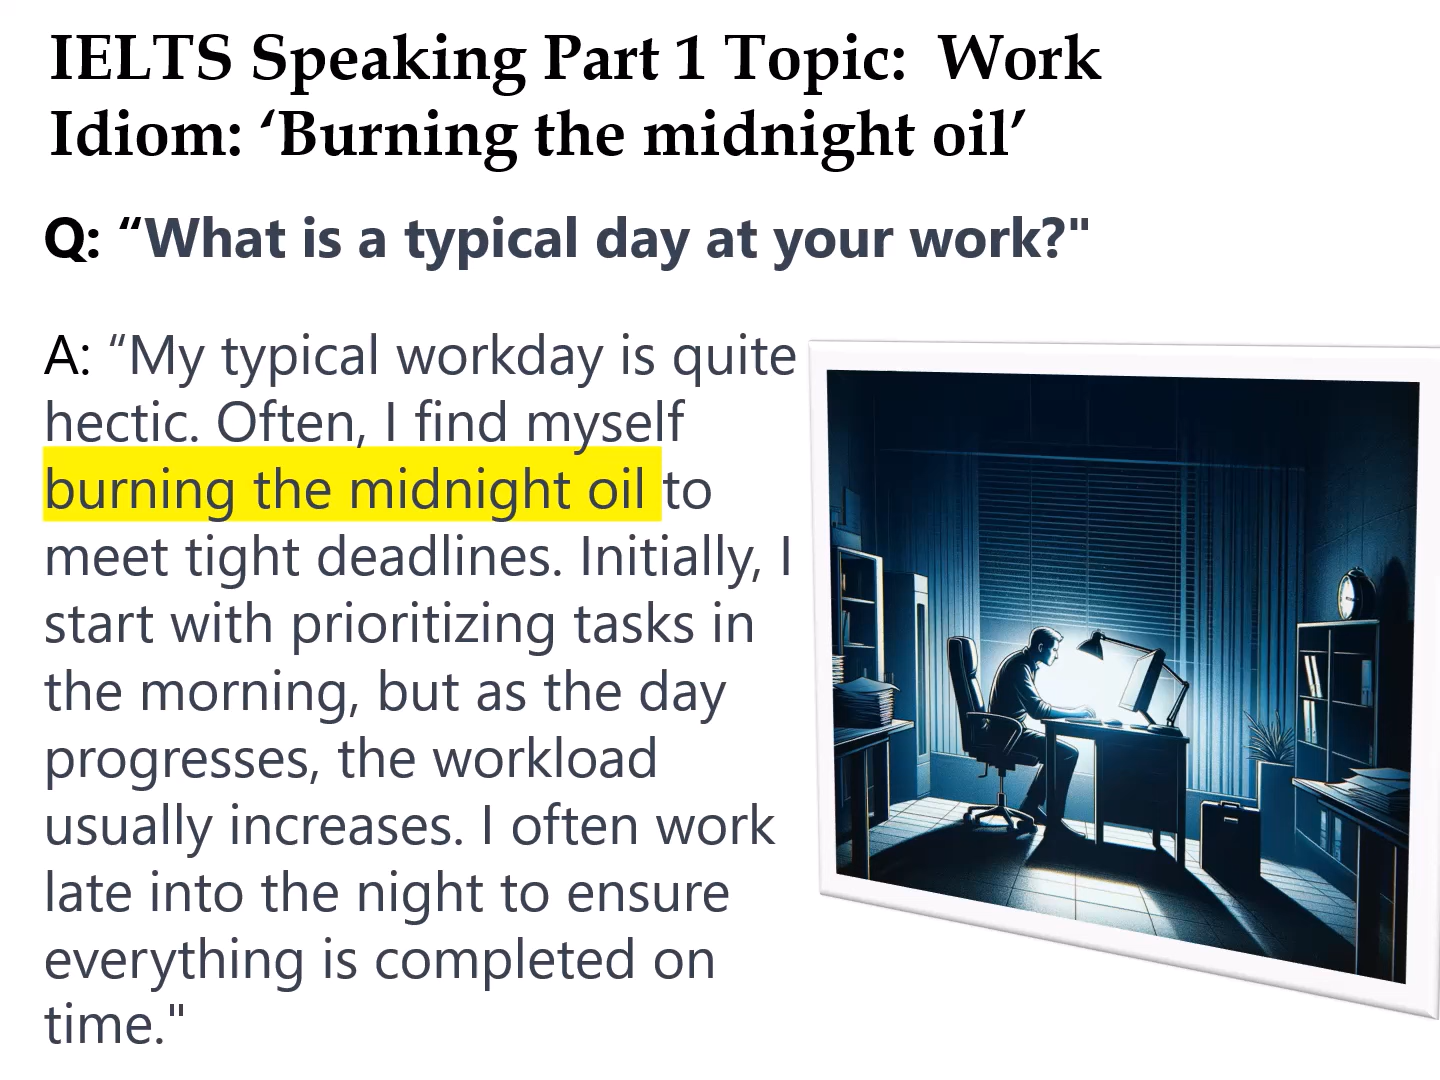 IELTS Speaking Part 1 Topic:  Work
Idiom: ‘Burning the midnight oil’
Q: “What is a typical day at your work?"
A: “My typical workday is quite
hectic. Often, I find myself
burning the midnight oil to
meet tight deadlines. Initially, I
start with prioritizing tasks in
the morning, but as the day
progresses, the workload
usually increases. I often work
late into the night to ensure
everything is completed on
time."